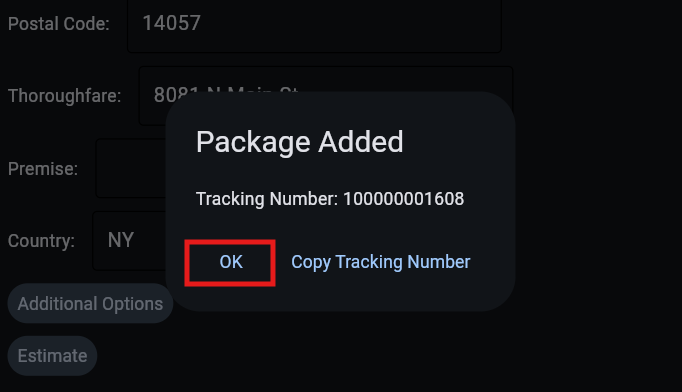 Postal Code: 14057
Thoroughfare: 8081 N Main St
Package Added
Premise:
Tracking Number: 100000001608
Country: NY
OK Copy Tracking Number
Additional Options
Estimate